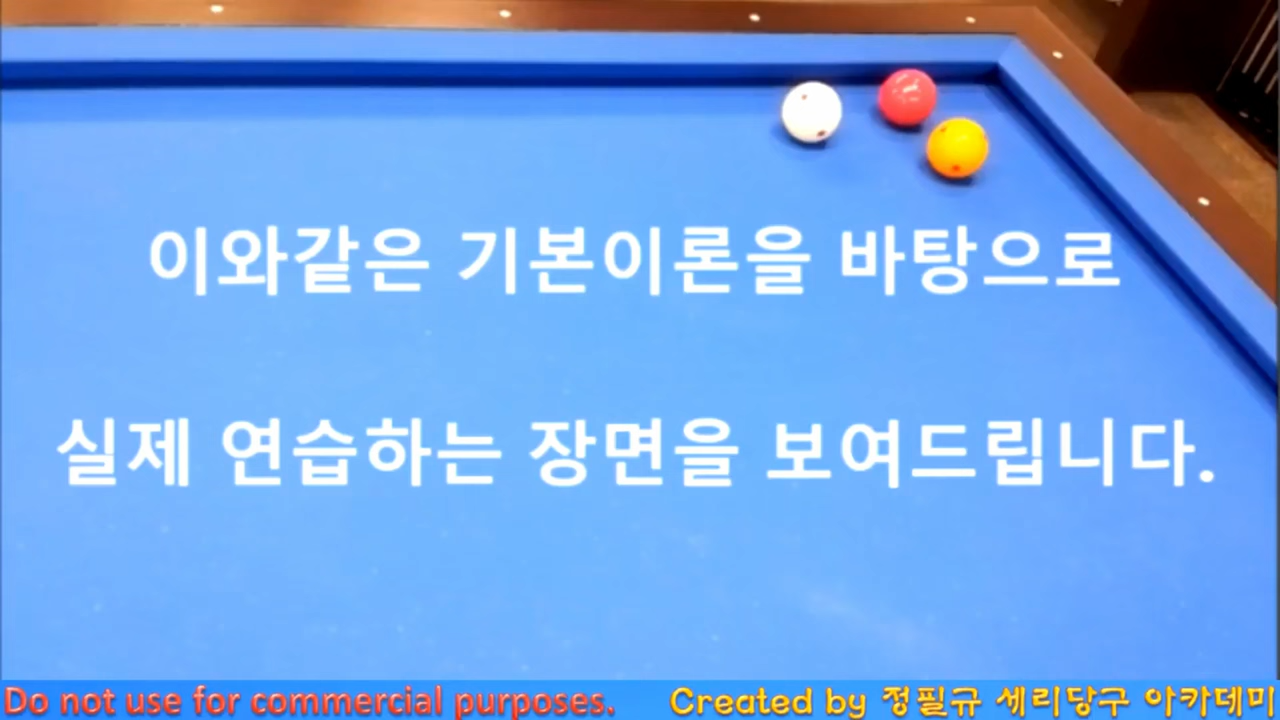 이와같은 기본이론을 바탕으로
실제 연습하는 장면을 보여드립니다.
Do not use for commercial purposes. Created by 정필규 세리당구 아카데미